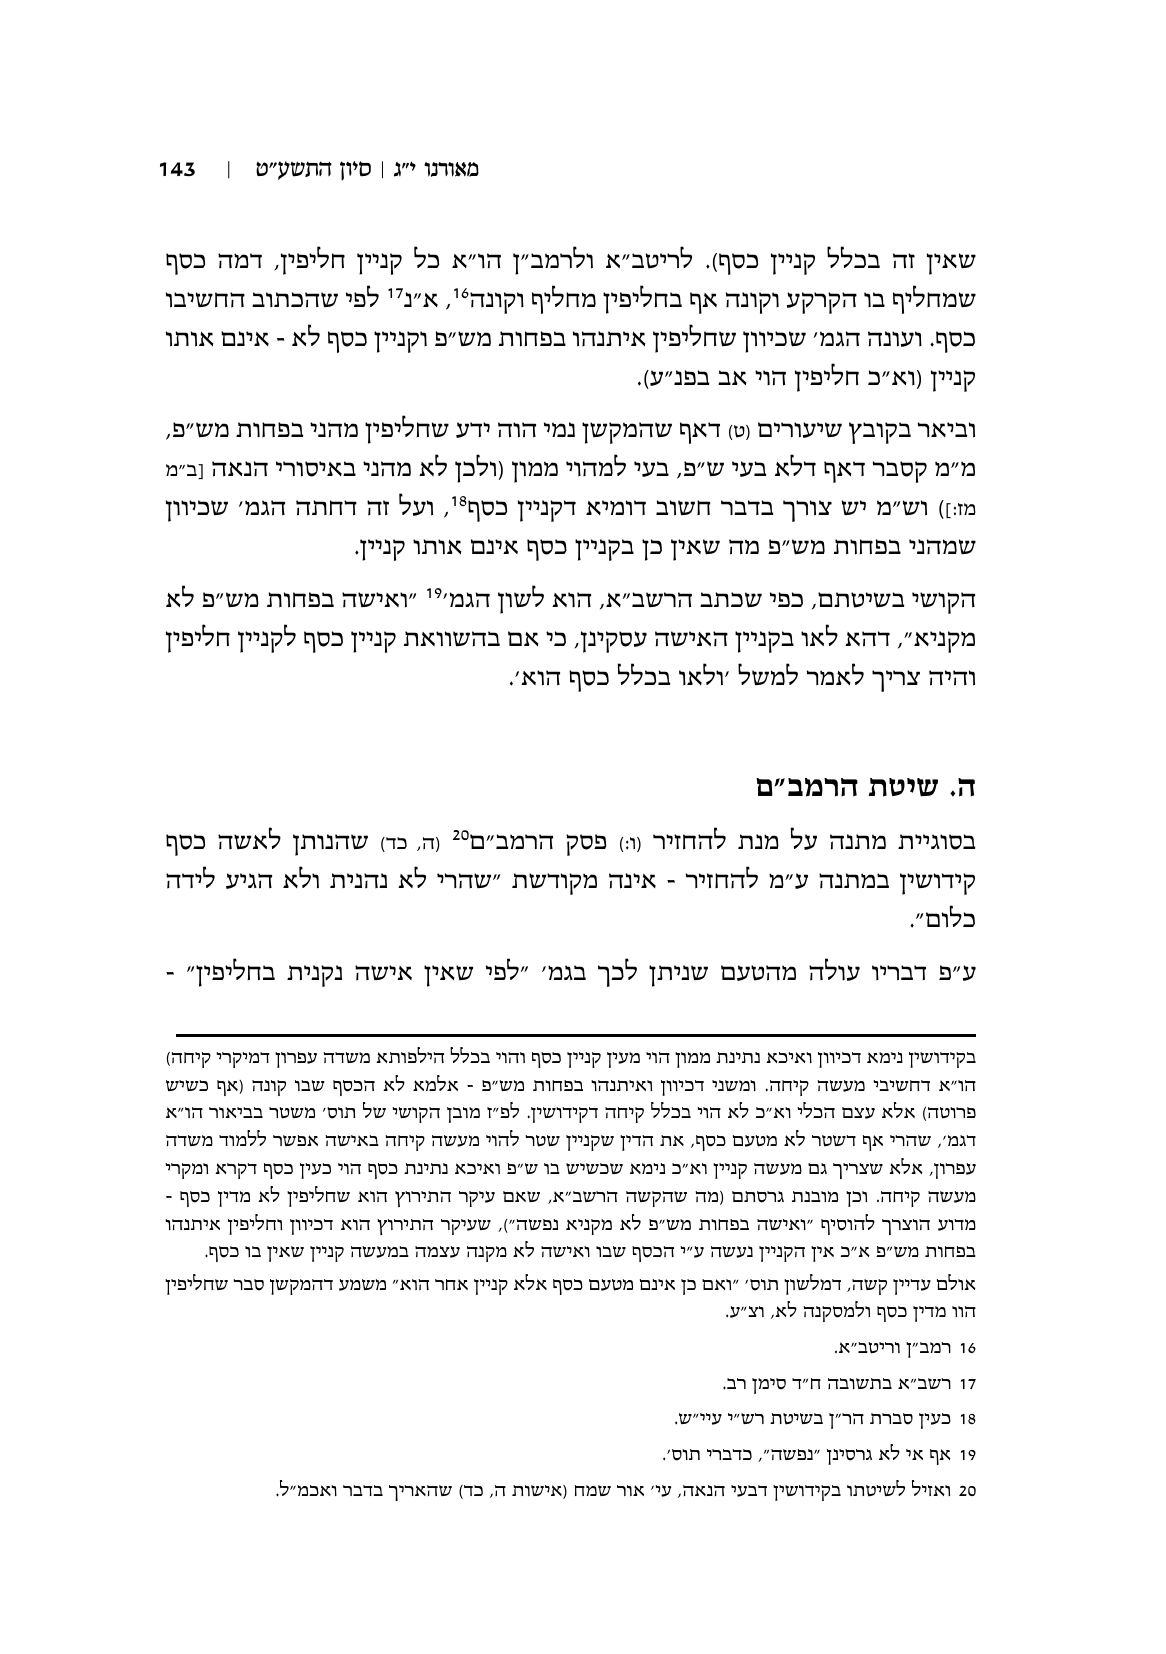 מאורנו י״ג | סיון התשע״ט | 143
שאין זה בכלל קניין כסף). לריטב״א ולרמב״ן הו״א כל קניין חליפין, דמה כסף
שמחליף בו הקרקע וקונה אף בחליפין מחליף וקונה16, א״נ17 לפי שהכתוב החשיבו
כסף. ועונה הגמ׳ שכיוון שחליפין איתנהו בפחות מש״פ וקניין כסף לא - אינם אותו
קניין (וא״כ חליפין הוי אב בפנ״ע).
וביאר בקובץ שיעורים (ט) דאף שהמקשן נמי הוה ידע שחליפין מהני בפחות מש״פ,
מ״מ קסבר דאף דלא בעי ש״פ, בעי למהוי ממון (ולכן לא מהני באיסורי הנאה [ב״מ
מז:]) וש״מ יש צורך בדבר חשוב דומיא דקניין כסף18, ועל זה דחתה הגמ׳ שכיוון
שמהני בפחות מש״פ מה שאין כן בקניין כסף אינם אותו קניין.
הקושי בשיטתם, כפי שכתב הרשב״א, הוא לשון הגמ׳19 ״ואישה בפחות מש״פ לא
מקניא״, דהא לאו בקניין האישה עסקינן, כי אם בהשוואת קניין כסף לקניין חליפין
והיה צריך לאמר למשל ׳ולאו בכלל כסף הוא׳.
ה. שיטת הרמב״ם
בסוגיית מתנה על מנת להחזיר (ו:) פסק הרמב״ם20 (ה, כד) שהנותן לאשה כסף
קידושין במתנה ע״מ להחזיר - אינה מקודשת ״שהרי לא נהנית ולא הגיע לידה
כלום״.
ע״פ דבריו עולה מהטעם שניתן לכך בגמ׳ ״לפי שאין אישה נקנית בחליפין״ -
בקידושין נימא דכיוון ואיכא נתינת ממון הוי מעין קניין כסף והוי בכלל הילפותא משדה עפרון דמיקרי קיחה)
הו״א דחשיבי מעשה קיחה. ומשני דכיוון ואיתנהו בפחות מש״פ - אלמא לא הכסף שבו קונה (אף כשיש
פרוטה) אלא עצם הכלי וא״כ לא הוי בכלל קיחה דקידושין. לפ״ז מובן הקושי של תוס׳ משטר בביאור הו״א
דגמ׳, שהרי אף דשטר לא מטעם כסף, את הדין שקניין שטר להוי מעשה קיחה באישה אפשר ללמוד משדה
עפרון, אלא שצריך גם מעשה קניין וא״כ נימא שכשיש בו ש״פ ואיכא נתינת כסף הוי כעין כסף דקרא ומקרי
מעשה קיחה. וכן מובנת גרסתם (מה שהקשה הרשב״א, שאם עיקר התירוץ הוא שחליפין לא מדין כסף -
מדוע הוצרך להוסיף ״ואישה בפחות מש״פ לא מקניא נפשה״), שעיקר התירוץ הוא דכיוון וחליפין איתנהו
בפחות מש״פ א״כ אין הקניין נעשה ע״י הכסף שבו ואישה לא מקנה עצמה במעשה קניין שאין בו כסף.
אולם עדיין קשה, דמלשון תוס׳ ״ואם כן אינם מטעם כסף אלא קניין אחר הוא״ משמע דהמקשן סבר שחליפין
הוו מדין כסף ולמסקנה לא, וצ״ע.
16 רמב״ן וריטב״א.
17 רשב״א בתשובה ח״ד סימן רב.
18 כעין סברת הר״ן בשיטת רש״י עיי״ש.
19 אף אי לא גרסינן ״נפשה״, כדברי תוס׳.
20 ואזיל לשיטתו בקידושין דבעי הנאה, עי׳ אור שמח (אישות ה, כד) שהאריך בדבר ואכמ״ל.